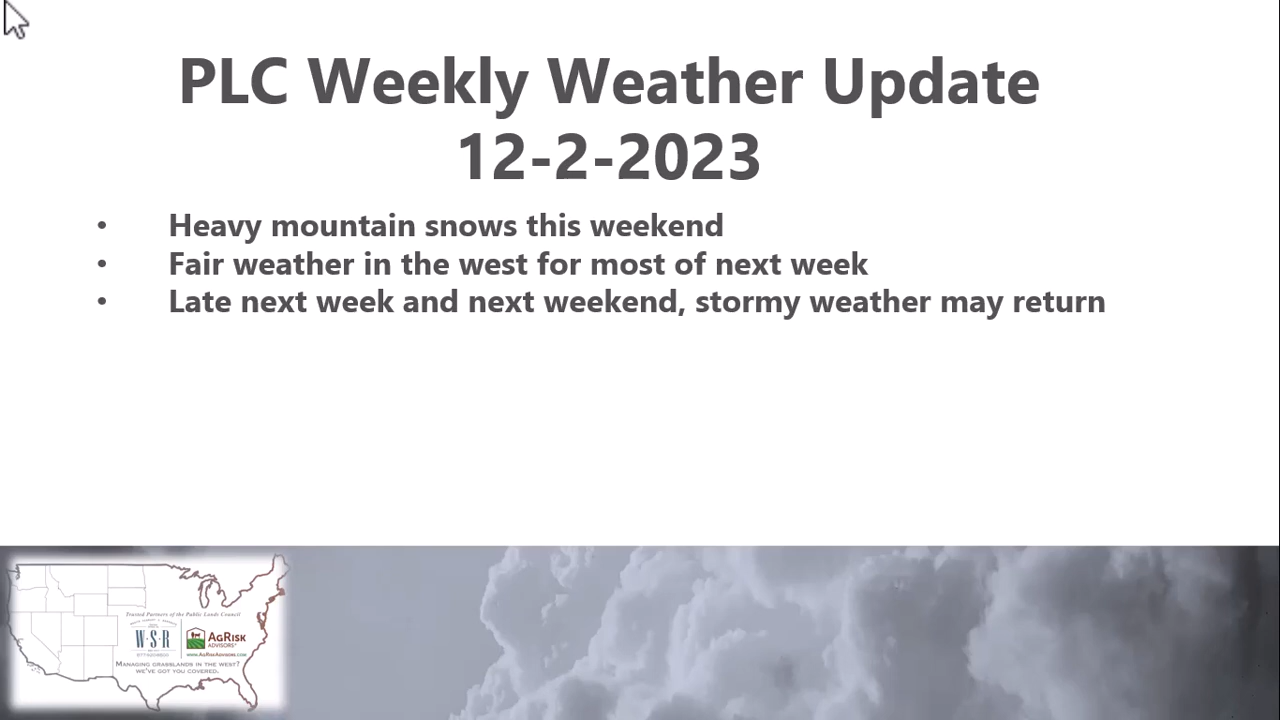 PLC Weekly Weather Update
12-2-2023
• Heavy mountain snows this weekend
• Fair weather in the west for most of next week
• Late next week and next weekend, stormy weather may return
Trusted Partners of the Public Lands Council
W·S·R
AgRisk
ADVISORS
www.AgRiskAdvisors.com
Managing grasslands in the west?
We've got you covered.